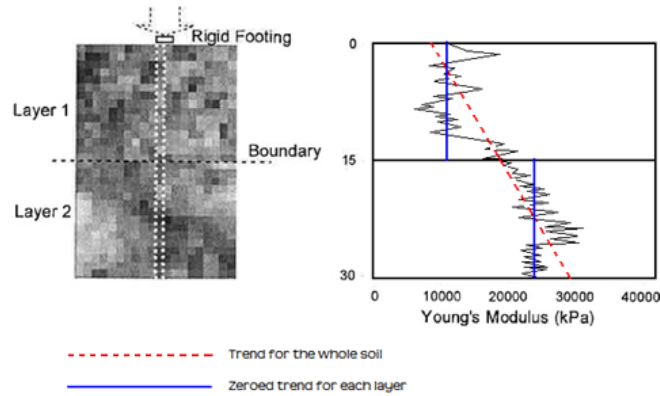 Rigid Footing
Layer 1
Boundary
Layer 2
0
15
30
0 10000 20000 30000 40000
Young's Modulus (kPa)
Trend for the whole soil
Zeroed trend for each layer